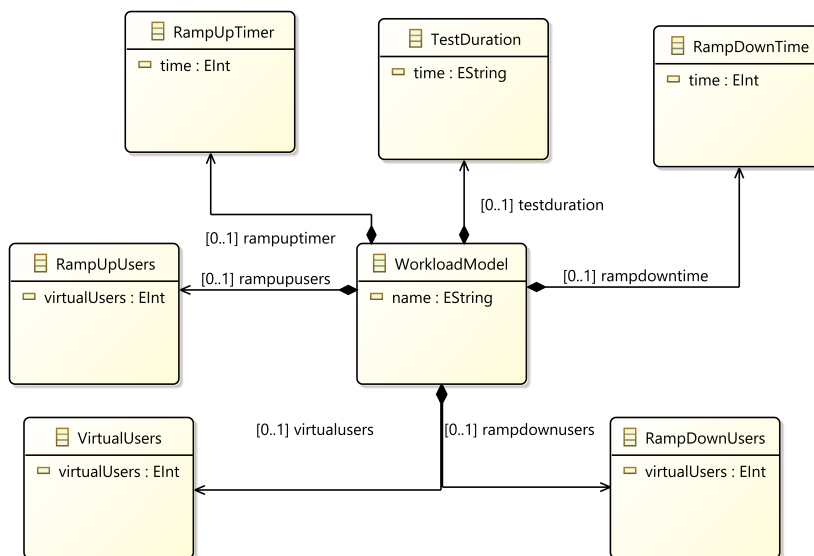 RampUpTimer
time : EInt
TestDuration
time : EString
RampDownTime
time : EInt
[0..1] testduration
[0..1] rampuptimer
RampUpUsers
virtualUsers : EInt
[0..1] rampupusers
WorkloadModel
name : EString
[0..1] rampdowntime
[0..1] virtualusers
[0..1] rampdownusers
VirtualUsers
virtualUsers : EInt
RampDownUsers
virtualUsers : EInt